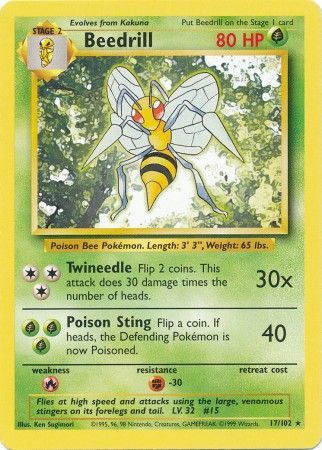 Evolves from Kakuna
Put Beedrill on the Stage 1 card
STAGE 2
Beedrill
80 HP
Poison Bee Pokémon. Length: 3' 3", Weight: 65 lbs.
Twineedle Flip 2 coins. This
attack does 30 damage times the
number of heads.
30x
Poison Sting Flip a coin. If
heads, the Defending Pokémon is
now Poisoned.
40
weakness
resistance
retreat cost
-30
Flies at high speed and attacks using the large, venomous
stingers on its forelegs and tail. LV. 32 #15
Illus. Ken Sugimori
©1995, 96, 98 Nintendo, Creatures, GAMEFREAK. ©1999 Wizards.
17/102 ★